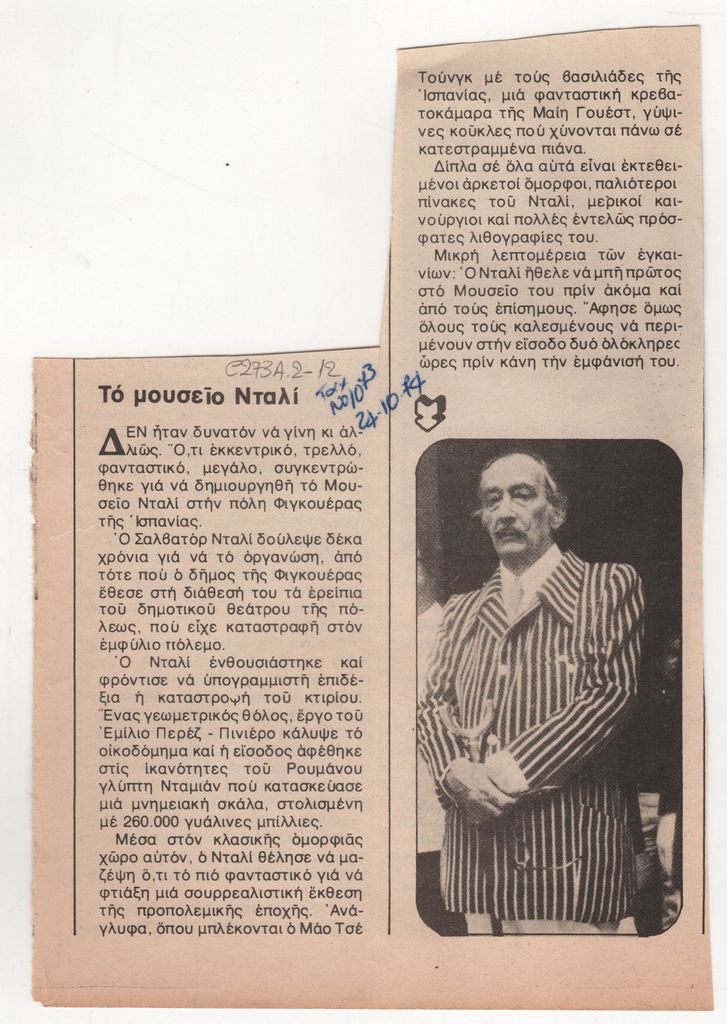 C273A.2-12
Νο1073
24-10-74
Τό μουσεῖο Νταλί
ΔΕΝ ἦταν δυνατόν νά γίνη κι ἀλ-
λιῶς. Ὅ,τι ἐκκεντρικό, τρελλό,
φανταστικό, μεγάλο, συγκεντρώ-
θηκε γιά νά δημιουργηθῆ τό Μου-
σεῖο Νταλί στήν πόλη Φιγκουέρας
τῆς Ἰσπανίας.
Ὁ Σαλβατόρ Νταλί δούλεψε δέκα
χρόνια γιά νά τό ὀργανώση, ἀπό
τότε πού ὁ δῆμος τῆς Φιγκουέρας
ἔθεσε στή διάθεσή του τά ἐρείπια
τοῦ δημοτικοῦ θεάτρου τῆς πό-
λεως, πού εἶχε καταστραφῆ στόν
ἐμφύλιο πόλεμο.
Ὁ Νταλί ἐνθουσιάστηκε καί
φρόντισε νά ὑπογραμμιστῆ ἐπιδέ-
ξια ἡ καταστροφή τοῦ κτιρίου.
Ἕνας γεωμετρικός θόλος, ἔργο τοῦ
Ἐμίλιο Περέζ - Πινιέρο κάλυψε τό
οἰκοδόμημα καί ἡ εἴσοδος ἀφέθηκε
στίς ἱκανότητες τοῦ Ρουμάνου
γλύπτη Νταμιάν πού κατασκεύασε
μιά μνημειακή σκάλα, στολισμένη
μέ 260.000 γυάλινες μπίλλιες.
Μέσα στόν κλασικῆς ὀμορφιᾶς
χῶρο αὐτόν, ὁ Νταλί θέλησε νά μα-
ζέψη ὅ,τι τό πιό φανταστικό γιά νά
φτιάξη μιά σουρρεαλιστική ἔκθεση
τῆς προπολεμικῆς ἐποχῆς. Ἀνά-
γλυφα, ὅπου μπλέκονται ὁ Μάο Τσέ
Τούνγκ μέ τούς βασιλιάδες τῆς
Ἰσπανίας, μιά φανταστική κρεβα-
τοκάμαρα τῆς Μαίη Γουέστ, γύψι-
νες κοῦκλες πού χύνονται πάνω σέ
κατεστραμμένα πιάνα.
Δίπλα σέ ὅλα αὐτά εἶναι ἐκτεθει-
μένοι ἀρκετοί ὄμορφοι, παλιότεροι
πίνακες τοῦ Νταλί, μερικοί και-
νούργιοι καί πολλές ἐντελῶς πρόσ-
φατες λιθογραφίες του.
Μικρή λεπτομέρεια τῶν ἐγκαι-
νίων: Ὁ Νταλί ἤθελε νά μπῆ πρῶτος
στό Μουσεῖο του πρίν ἀκόμα καί
ἀπό τούς ἐπίσημους. Ἄφησε ὅμως
ὅλους τούς καλεσμένους νά περι-
μένουν στήν εἴσοδο δυό ὁλόκληρες
ὧρες πρίν κάνη τήν ἐμφάνισή του.